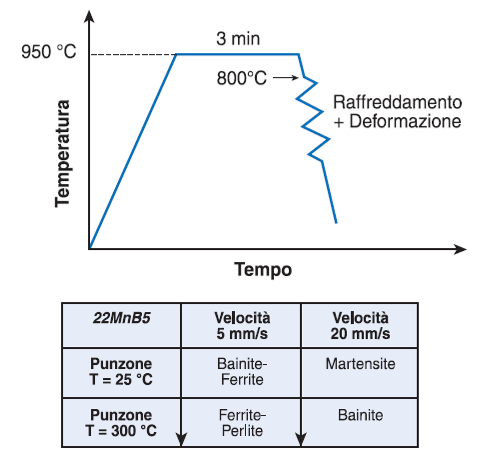 950 °C
3 min
800°C
Raffreddamento
+ Deformazione
Temperatura
Tempo
22MnB5
Velocità
5 mm/s
Velocità
20 mm/s
Punzone
T = 25 °C
Bainite-
Ferrite
Martensite
Punzone
T = 300 °C
Ferrite-
Perlite
Bainite